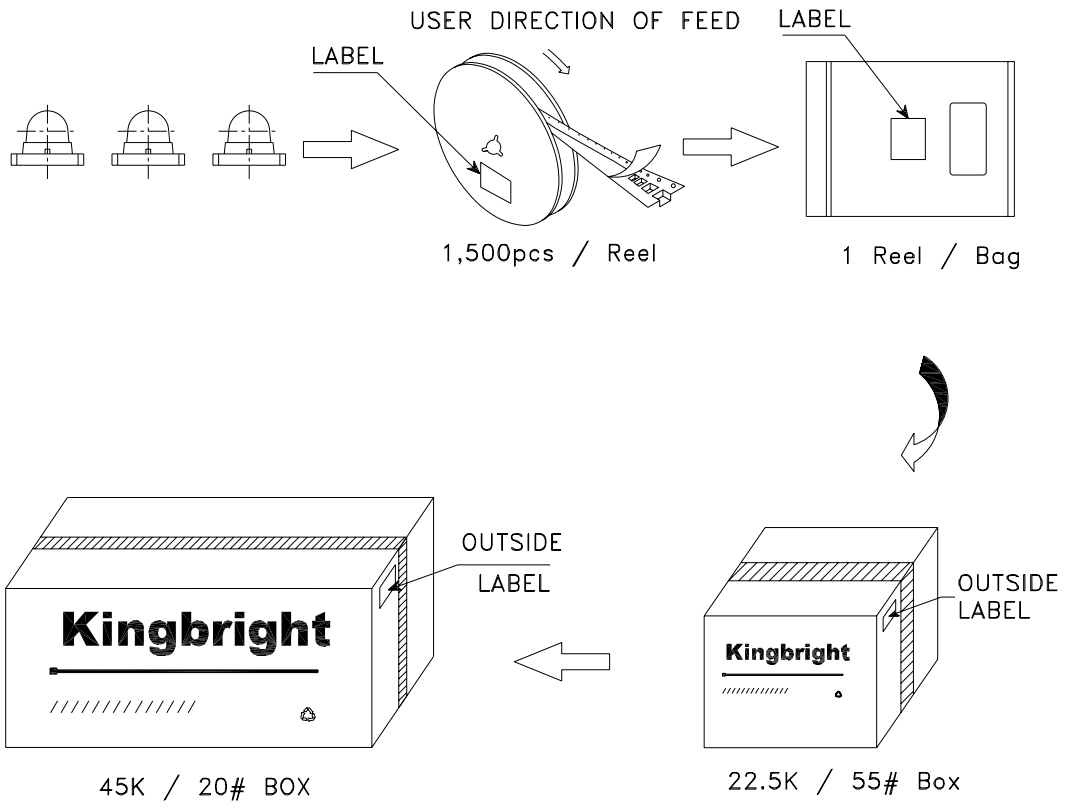 USER DIRECTION OF FEED
LABEL
LABEL
1,500pcs / Reel
1 Reel / Bag
OUTSIDE
LABEL
Kingbright
45K / 20# BOX
OUTSIDE
LABEL
Kingbright
22.5K / 55# Box